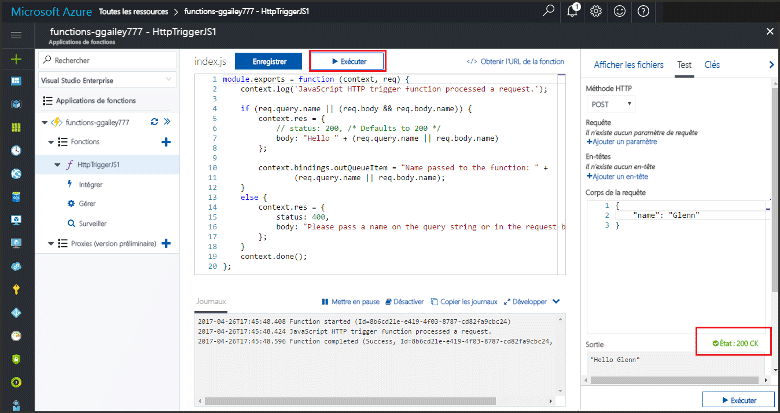 Microsoft Azure Toutes les ressources > functions-ggailey777 - HttpTriggerJS1
1
functions-ggailey777 - HttpTriggerJS1
Applications de fonctions
Rechercher
Visual Studio Enterprise
Applications de fonctions
functions-ggailey777
Fonctions
HttpTriggerJS1
Intégrer
Gérer
Surveiller
Proxies (version préliminaire)
index.js Enregistrer Exécuter </> Obtenir l'URL de la fonction
1 module.exports = function (context, req) {
2 context.log('JavaScript HTTP trigger function processed a request.');
3
4 if (req.query.name || (req.body && req.body.name)) {
5 context.res = {
6 // status: 200, /* Defaults to 200 */
7 body: "Hello " + (req.query.name || req.body.name)
8 };
9
10 context.bindings.outQueueItem = "Name passed to the function: " +
11 (req.query.name || req.body.name);
12 }
13 else {
14 context.res = {
15 status: 400,
16 body: "Please pass a name on the query string or in the request b
17 };
18 }
19 context.done();
20 };
Journaux Mettre en pause Désactiver Copier les journaux Développer
2017-04-26T17:45:48.408 Function started (Id=8b6cd21e-e419-4f03-8787-cd82fa9cbc24)
2017-04-26T17:45:48.424 JavaScript HTTP trigger function processed a request.
2017-04-26T17:45:48.596 Function completed (Success, Id=8b6cd21e-e419-4f03-8787-cd82fa9cbc24,
Afficher les fichiers Test Clés
Méthode HTTP
POST
Requête
Il n'existe aucun paramètre de requête
+Ajouter un paramètre
En-têtes
Il n'existe aucun en-tête
+Ajouter un en-tête
Corps de la requête
1 {
2 "name": "Glenn"
3 }
Sortie État : 200 CK
"Hello Glenn"
Exécuter